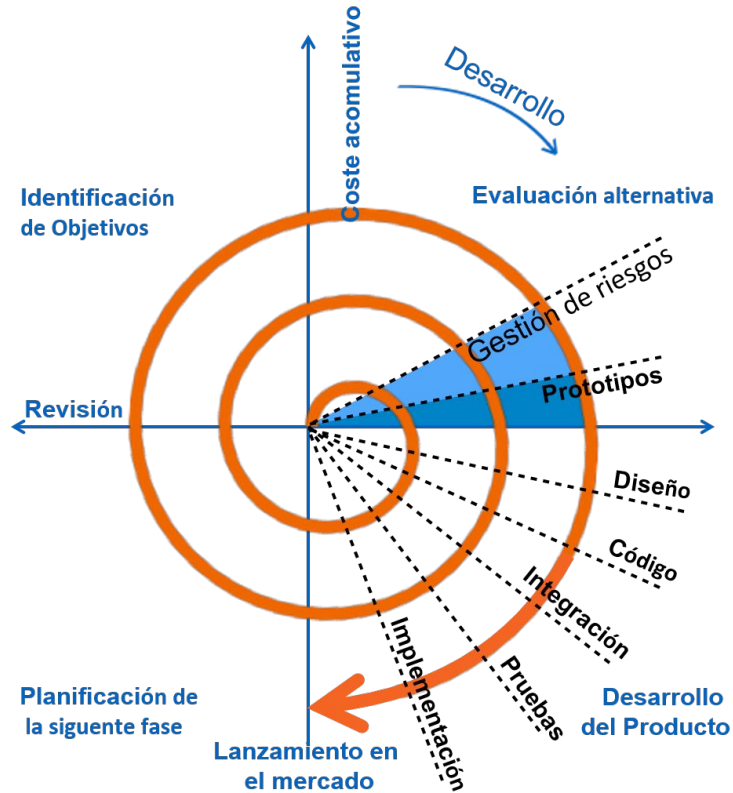 Coste acomulativo
Desarrollo
Identificación
de Objetivos
Evaluación alternativa
Gestión de riesgos
Prototipos
Revisión
Diseño
Código
Integración
Pruebas
Implementación
Planificación de
la siguente fase
Desarrollo
del Producto
Lanzamiento en
el mercado